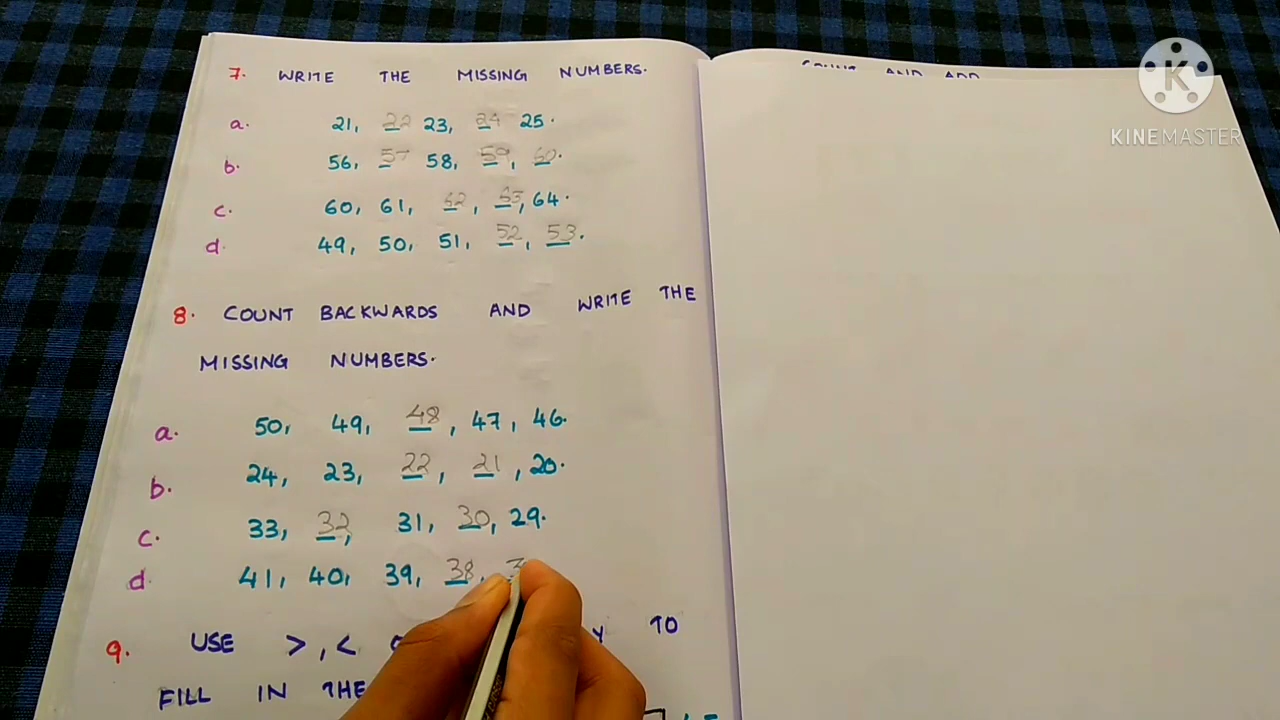 7. WRITE THE MISSING NUMBERS.
a. 21, 22 23, 24 25.
b. 56, 57 58, 59, 60.
c. 60, 61, 62, 63, 64.
d. 49, 50, 51, 52, 53.
8. COUNT BACKWARDS AND WRITE THE
MISSING NUMBERS.
a. 50, 49, 48, 47, 46.
b. 24, 23, 22, 21, 20.
c. 33, 32, 31, 30, 29.
d. 41, 40, 39, 38, 3
9. USE >, < TO
FILL IN THE
K
KINEMASTER